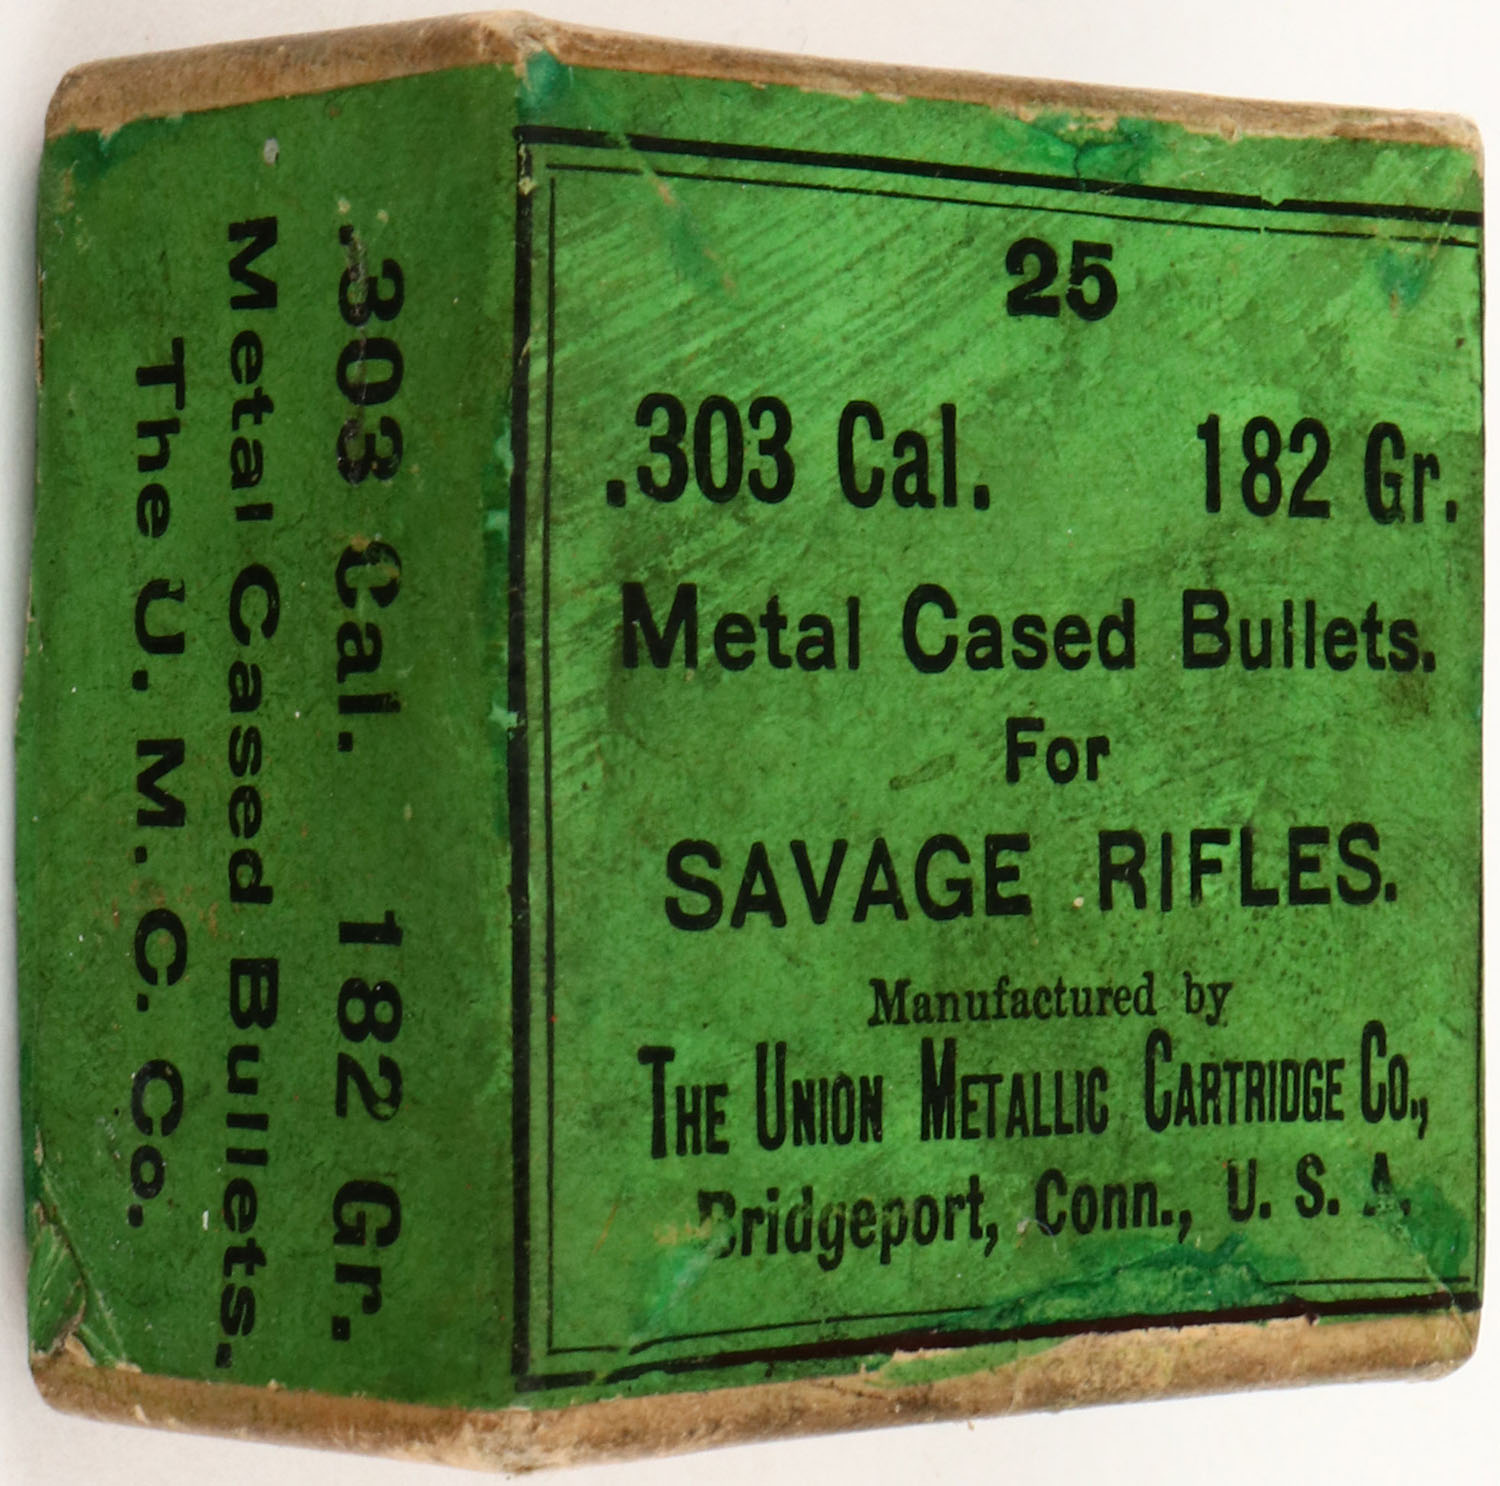 25
.303 Cal. 182 Gr.
Metal Cased Bullets.
For
SAVAGE RIFLES.
Manufactured by
THE UNION METALLIC CARTRIDGE CO.,
Bridgeport, Conn., U. S. A.
.303 Cal. 182 Gr.
Metal Cased Bullets.
The U. M. C. Co.